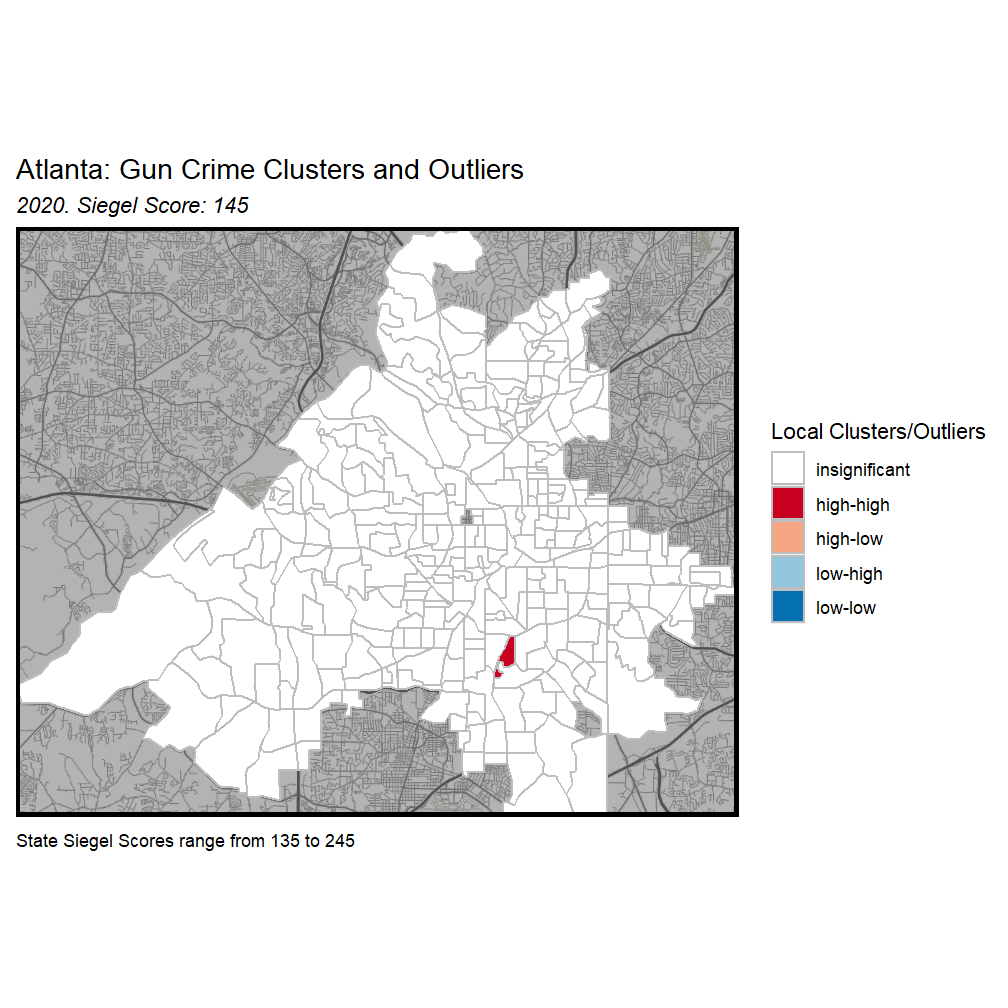 Atlanta: Gun Crime Clusters and Outliers
2020. Siegel Score: 145
Local Clusters/Outliers
insignificant
high-high
high-low
low-high
low-low
State Siegel Scores range from 135 to 245